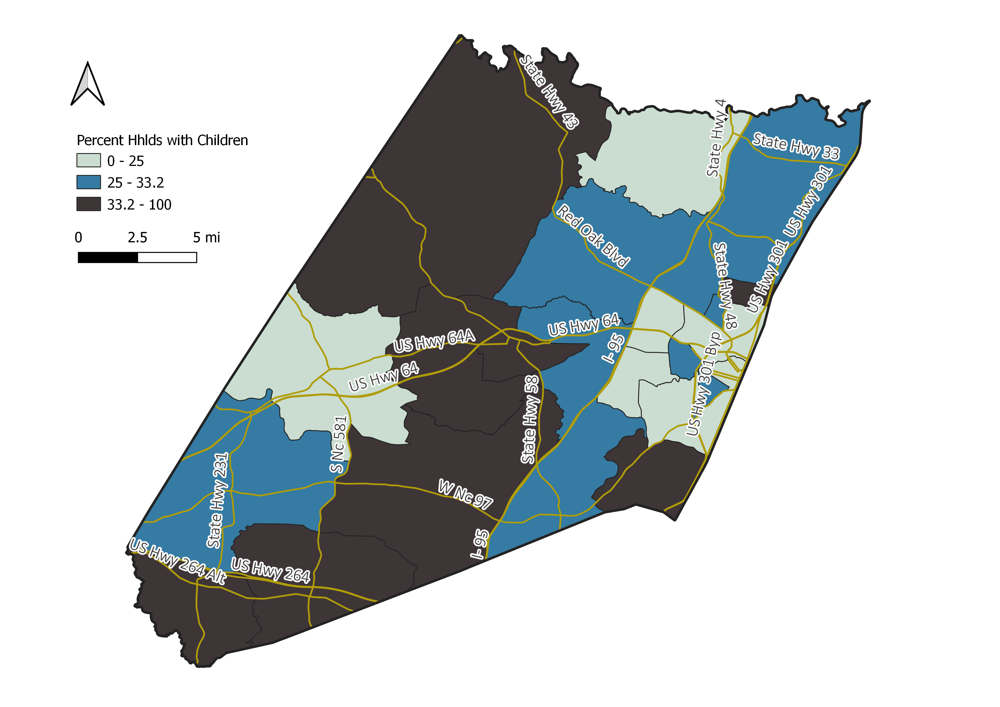 State Hwy 43
State Hwy 4
State Hwy 33
Percent Hhlds with Children
0 - 25
25 - 33.2
33.2 - 100
0 2.5 5 mi
US Hwy 301
Red Oak Blvd
State Hwy 48
US Hwy 301
US Hwy 64
US Hwy 64A
I- 95
US Hwy 301 Byp
US Hwy 64
State Hwy 58
S Nc 581
State Hwy 231
W Nc 97
I- 95
US Hwy 264 Alt
US Hwy 264